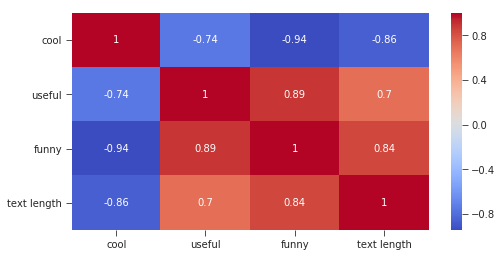 cool 1 -0.74 -0.94 -0.86
useful -0.74 1 0.89 0.7
funny -0.94 0.89 1 0.84
text length -0.86 0.7 0.84 1
cool useful funny text length
0.8
0.4
0.0
−0.4
−0.8